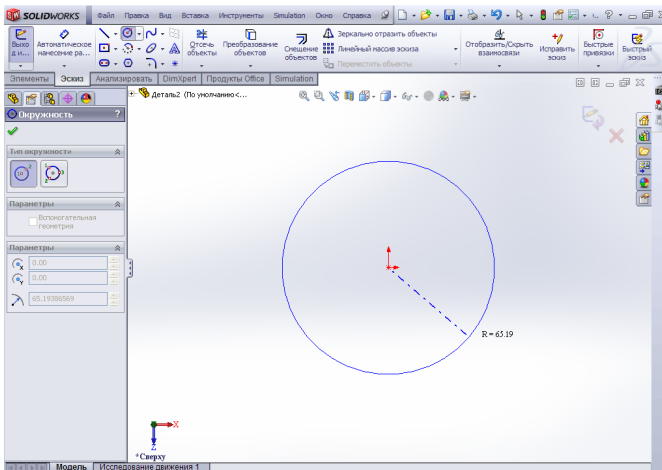 SOLIDWORKS Файл Правка Вид Вставка Инструменты Simulation Окно Справка
Выхо д и... Автоматическое нанесение ра... Отсечь объекты Преобразование объектов Смещение объектов Зеркально отразить объекты Линейный массив эскиза Переместить объекты Отобразить/Скрыть взаимосвязи Исправить эскиз Быстрые привязки Быстрый эскиз
Элементы Эскиз Анализировать DimXpert Продукты Office Simulation
Деталь2 (По умолчанию<...
Окружность ?
Тип окружности
Параметры
Вспомогательная геометрия
Параметры
0.00
0.00
65.19386569
R = 65.19
X
Z
*Сверху
Модель Исследование движения 1